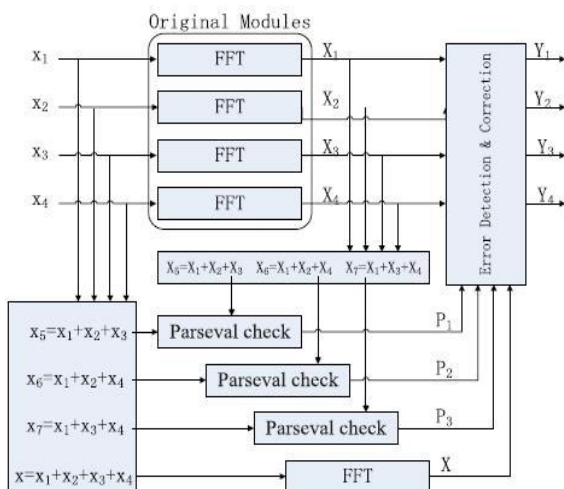 Original Modules
x1 FFT X1 Y1
x2 FFT X2 Y2
x3 FFT X3 Y3
x4 FFT X4 Y4
Error Detection & Correction
X5=X1+X2+X3 X6=X1+X2+X4 X7=X1+X3+X4
x5=x1+x2+x3 Parseval check P1
x6=x1+x2+x4 Parseval check P2
x7=x1+x3+x4 Parseval check P3
x=x1+x2+x3+x4 FFT X